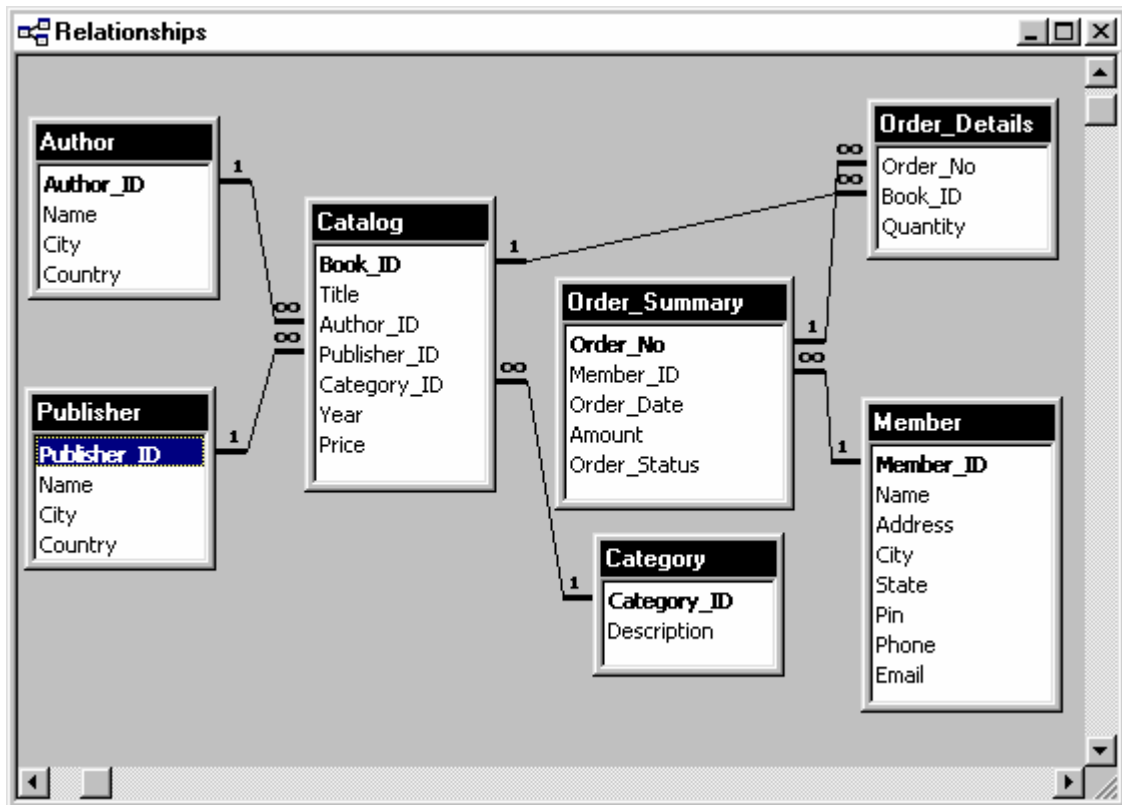 Relationships
Author
Author_ID
Name
City
Country
1
∞
Publisher
Publisher_ID
Name
City
Country
1
∞
Catalog
Book_ID
Title
Author_ID
Publisher_ID
Category_ID
Year
Price
1
∞
Order_Summary
Order_No
Member_ID
Order_Date
Amount
Order_Status
1
∞
Category
Category_ID
Description
1
Order_Details
Order_No
Book_ID
Quantity
∞
∞
Member
Member_ID
Name
Address
City
State
Pin
Phone
Email
1